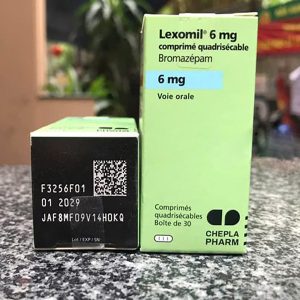 Lexomil® 6 mg
comprimé quadrisécable
Bromazépam
6 mg
Voie orale
Comprimés
quadrisécables
Boîte de 30
CHEPLA
PHARM
F3256F01
01 2029
JAF8MF09V14H0KQ
Lot / EXP / SN